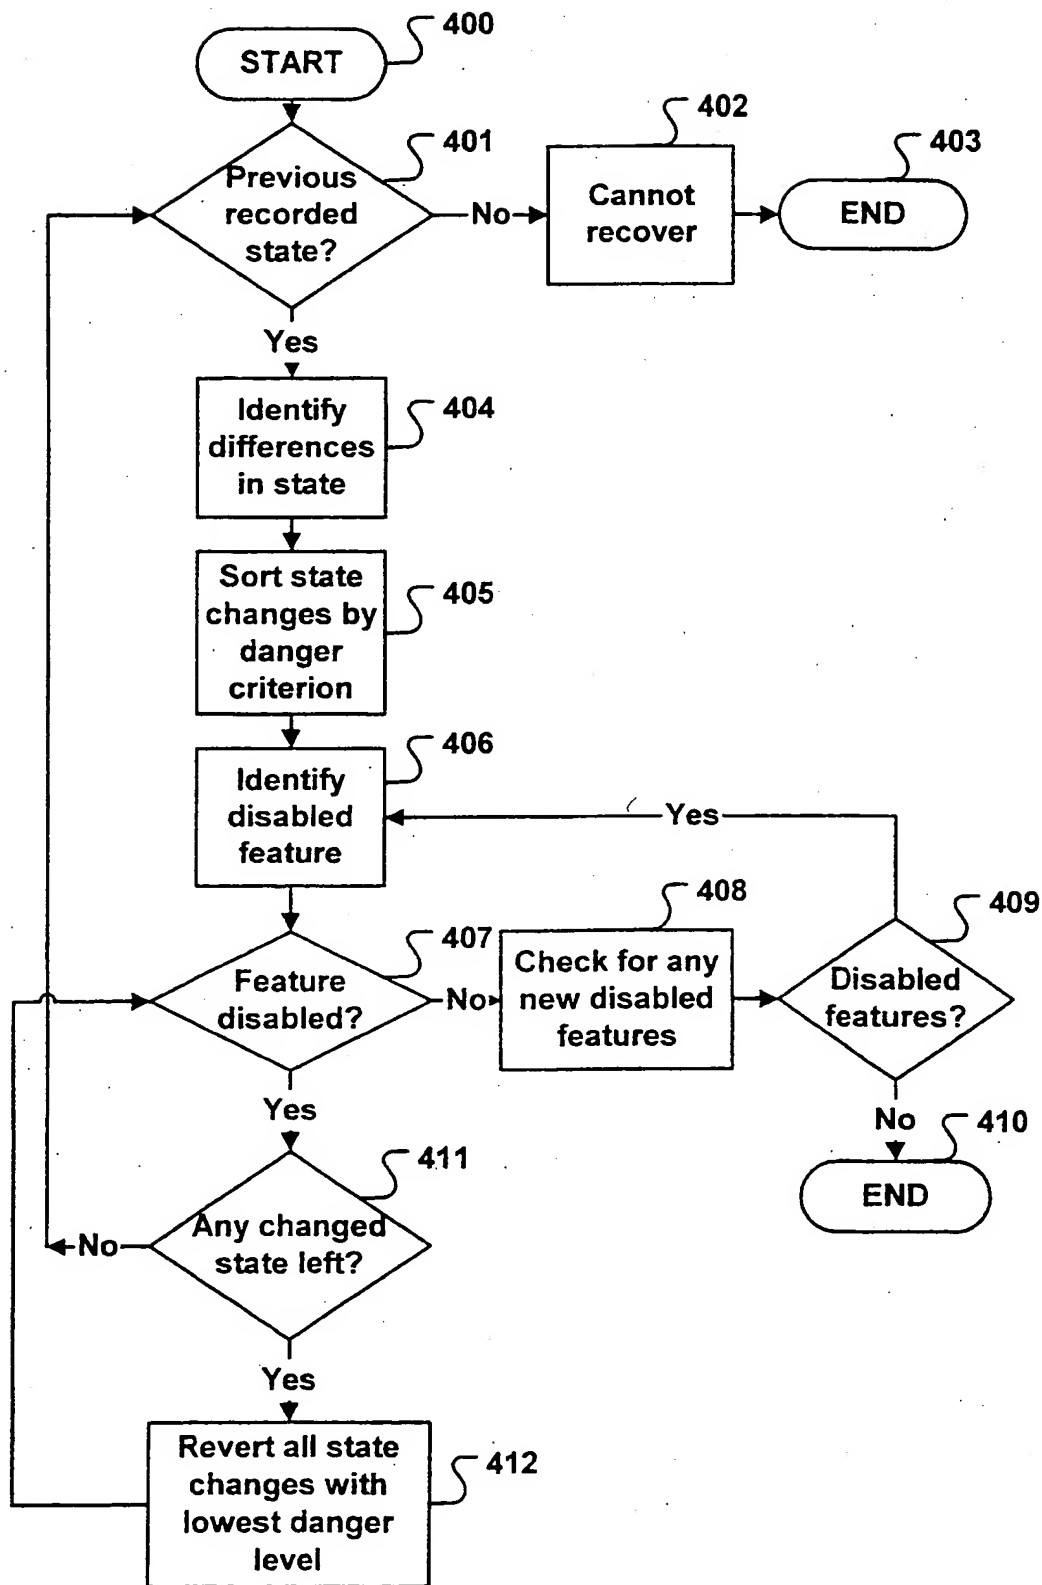 400
START
401
Previous
recorded
state?
No
402
Cannot
recover
403
END
Yes
Identify
differences
in state
404
Sort state
changes by
danger
criterion
405
406
Identify
disabled
feature
Yes
407
Feature
disabled?
No
408
Check for any
new disabled
features
409
Disabled
features?
No
410
END
Yes
411
Any changed
state left?
No
Yes
Revert all state
changes with
lowest danger
level
412